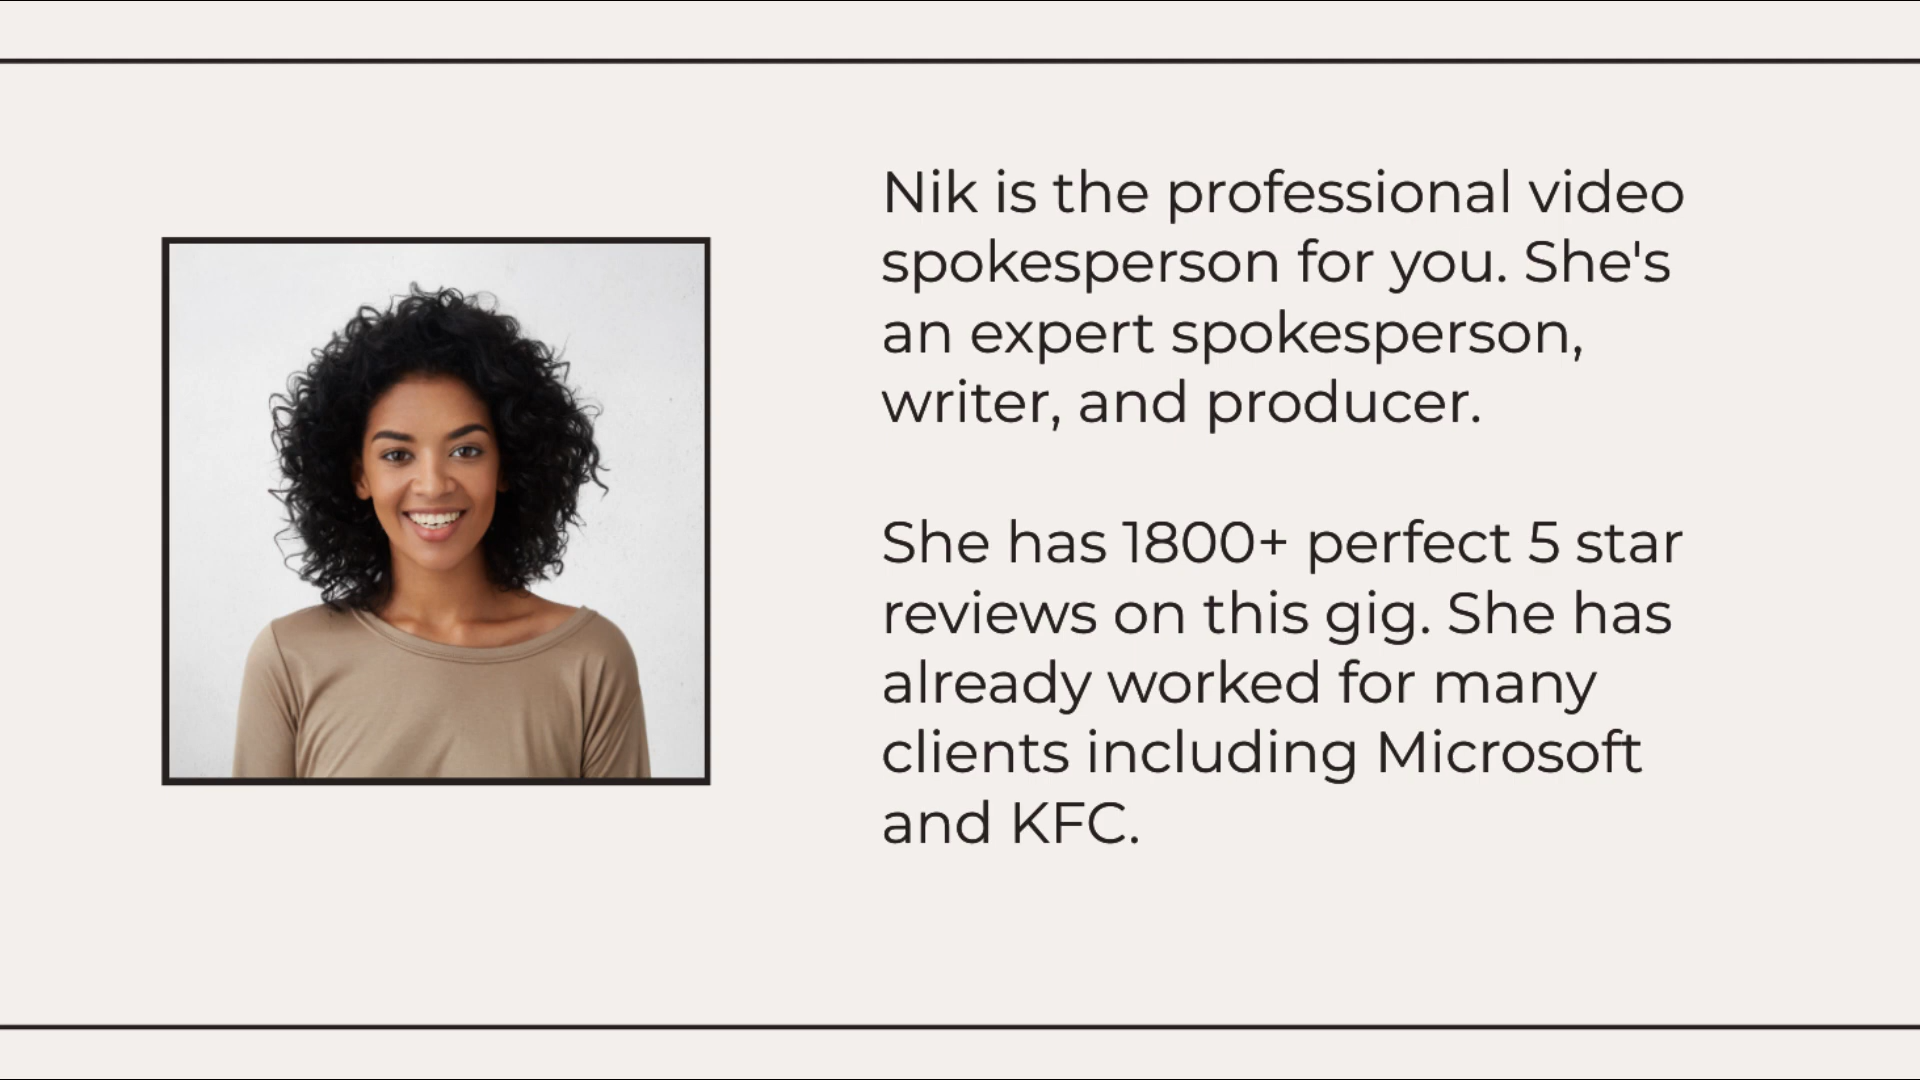 Nik is the professional video
spokesperson for you. She's
an expert spokesperson,
writer, and producer.
She has 1800+ perfect 5 star
reviews on this gig. She has
already worked for many
clients including Microsoft
and KFC.